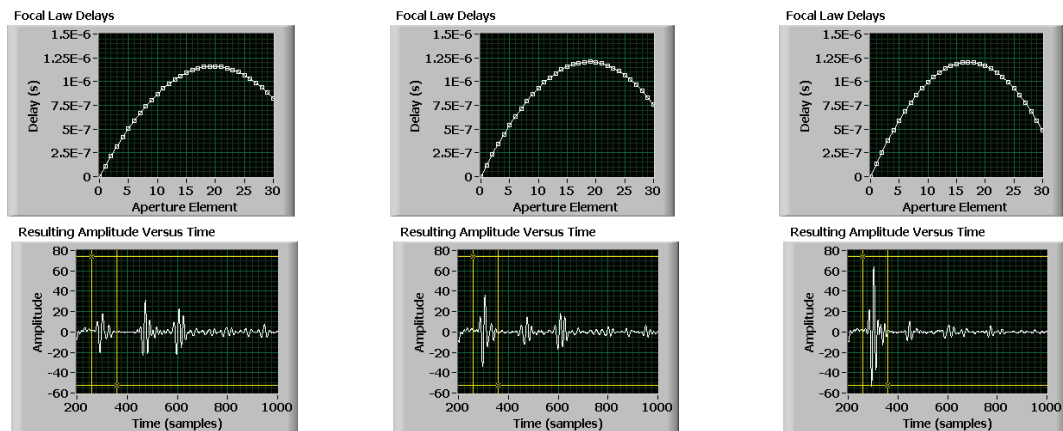 Focal Law Delays
1.5E-6
1.25E-6
1E-6
7.5E-7
5E-7
2.5E-7
0
Delay (s)
0 5 10 15 20 25 30
Aperture Element
Focal Law Delays
1.5E-6
1.25E-6
1E-6
7.5E-7
5E-7
2.5E-7
0
Delay (s)
0 5 10 15 20 25 30
Aperture Element
Focal Law Delays
1.5E-6
1.25E-6
1E-6
7.5E-7
5E-7
2.5E-7
0
Delay (s)
0 5 10 15 20 25 30
Aperture Element
Resulting Amplitude Versus Time
80
60
40
20
0
-20
-40
-60
Amplitude
200 400 600 800 1000
Time (samples)
Resulting Amplitude Versus Time
80
60
40
20
0
-20
-40
-60
Amplitude
200 400 600 800 1000
Time (samples)
Resulting Amplitude Versus Time
80
60
40
20
0
-20
-40
-60
Amplitude
200 400 600 800 1000
Time (samples)